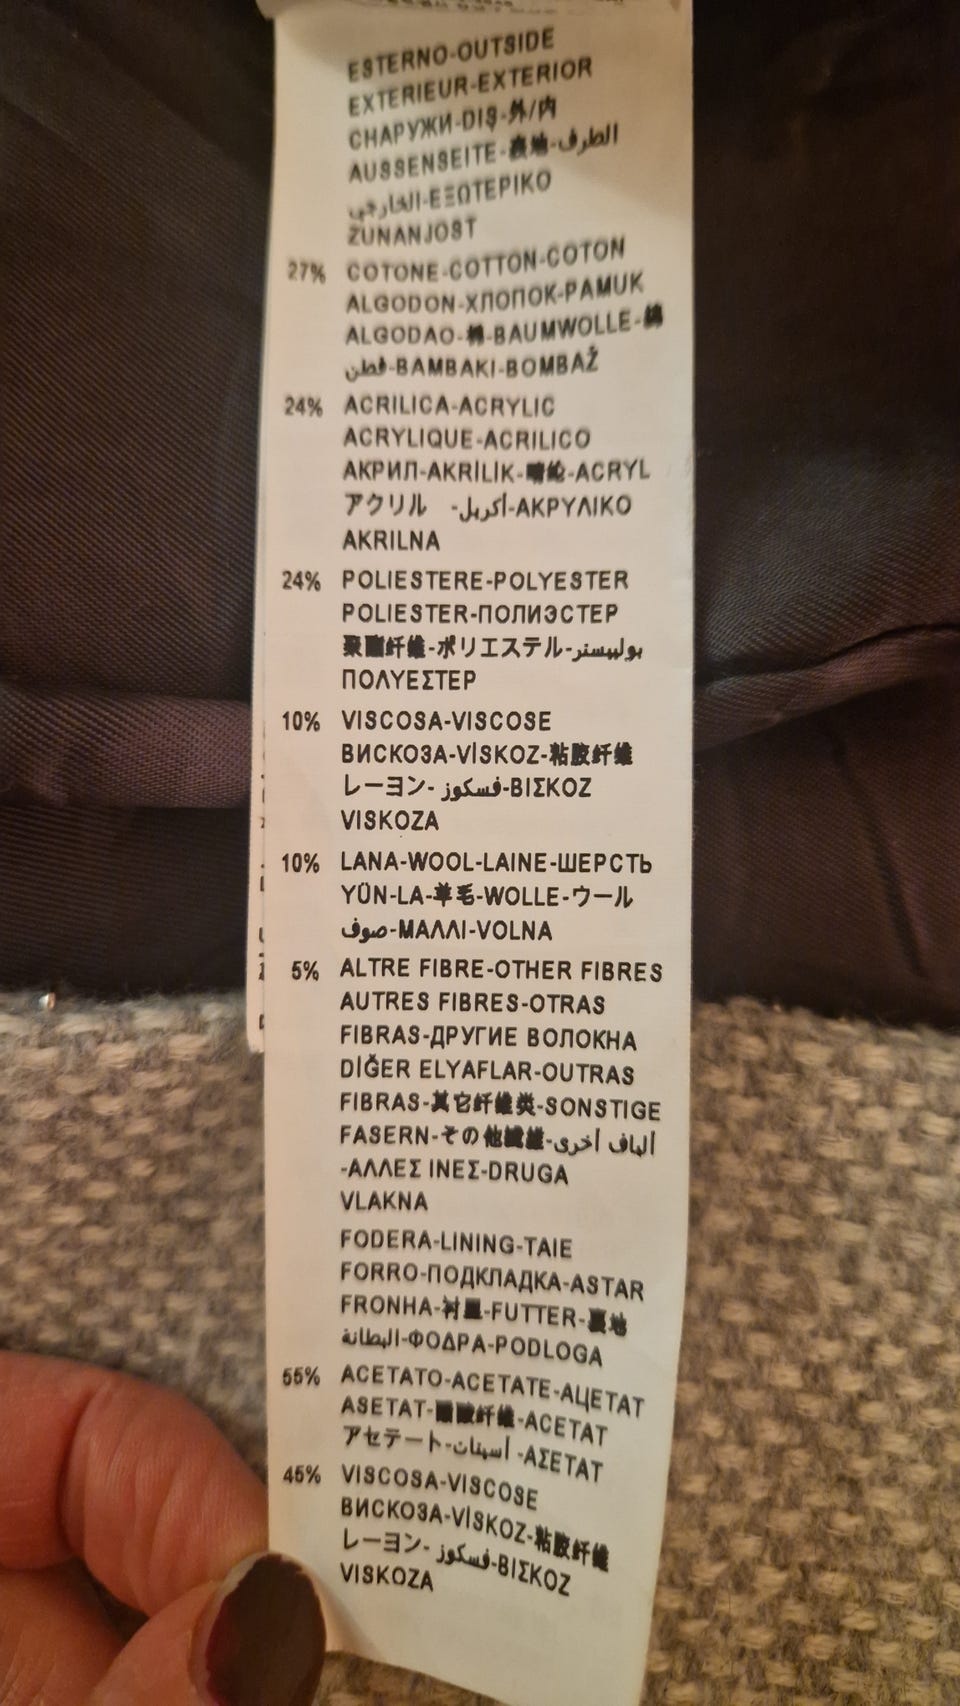 ESTERNO-OUTSIDE
EXTERIEUR-EXTERIOR
СНАРУЖИ-DIŞ-外/内
AUSSENSEITE-表地-الطرف
الخارجي-ΕΞΩΤΕΡΙΚΟ
ZUNANJOST
27% COTONE-COTTON-COTON
ALGODON-ХЛОПОК-PAMUK
ALGODAO-棉-BAUMWOLLE-綿
قطن-BAMBAKI-BOMBAŽ
24% ACRILICA-ACRYLIC
ACRYLIQUE-ACRILICO
АКРИЛ-AKRİLİK-腈纶-ACRYL
アクリル -أكريل-ΑΚΡΥΛΙΚΟ
AKRILNA
24% POLIESTERE-POLYESTER
POLIESTER-ПОЛИЭСТЕР
聚酯纤维-ポリエステル-بوليیستر
ΠΟΛΥΕΣΤΕΡ
10% VISCOSA-VISCOSE
ВИСКОЗА-VİSKOZ-粘胶纤维
レーヨン-فسكوز-ΒΙΣΚΟΖ
VISKOZA
10% LANA-WOOL-LAINE-ШЕРСТЬ
YÜN-LA-羊毛-WOLLE-ウール
صوف-ΜΑΛΛΙ-VOLNA
5% ALTRE FIBRE-OTHER FIBRES
AUTRES FIBRES-OTRAS
FIBRAS-ДРУГИЕ ВОЛОКНА
DİĞER ELYAFLAR-OUTRAS
FIBRAS-其它纤维类-SONSTIGE
FASERN-その他繊維-ألياف أخرى
-ΑΛΛΕΣ ΙΝΕΣ-DRUGA
VLAKNA
FODERA-LINING-TAIE
FORRO-ПОДКЛАДКА-ASTAR
FRONHA-衬里-FUTTER-裏地
البطانة-ΦΟΔΡΑ-PODLOGA
55% ACETATO-ACETATE-АЦЕТАТ
ASETAT-醋酸纤维-ACETAT
アセテート-أسيتات-ΑΣΕΤΑΤ
45% VISCOSA-VISCOSE
ВИСКОЗА-VİSKOZ-粘胶纤维
レーヨン-فسكوز-ΒΙΣΚΟΖ
VISKOZA